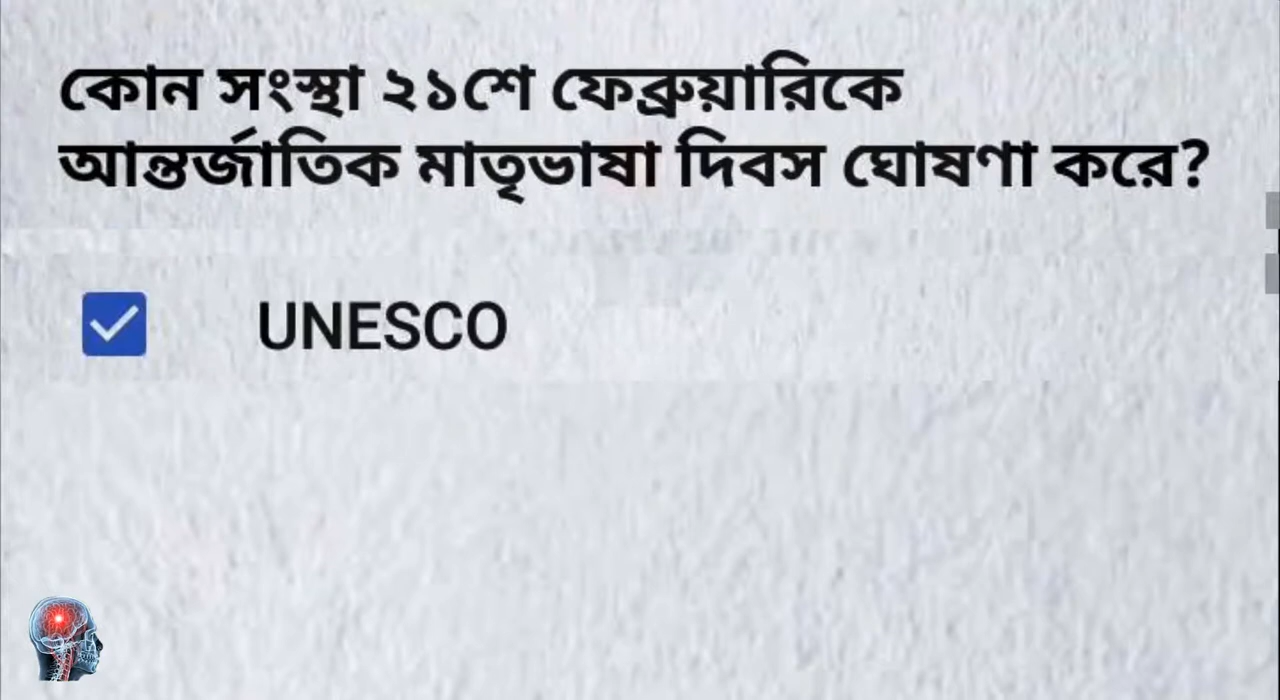 কোন সংস্থা ২১শে ফেব্রুয়ারিকে
আন্তর্জাতিক মাতৃভাষা দিবস ঘোষণা করে?
UNESCO